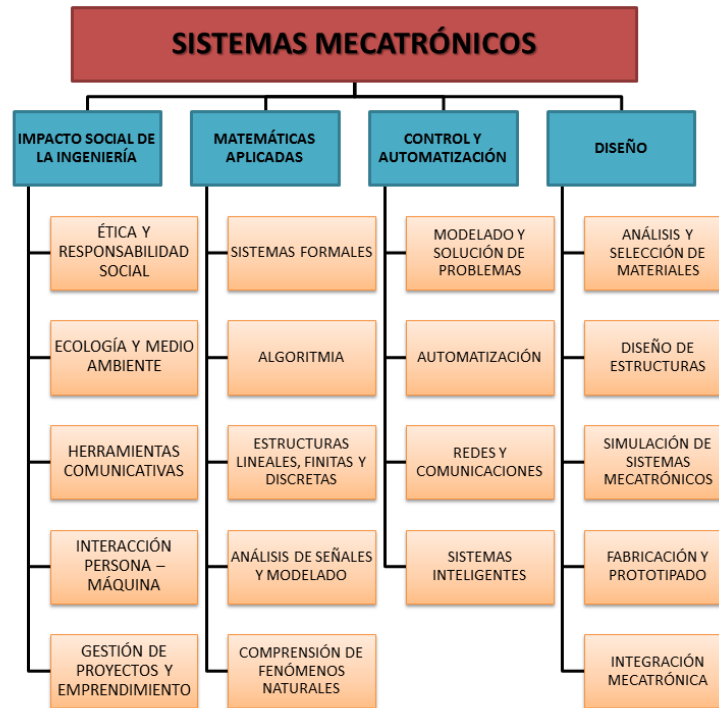 SISTEMAS MECATRÓNICOS
IMPACTO SOCIAL DE
LA INGENIERÍA
ÉTICA Y
RESPONSABILIDAD
SOCIAL
ECOLOGÍA Y MEDIO
AMBIENTE
HERRAMIENTAS
COMUNICATIVAS
INTERACCIÓN
PERSONA –
MÁQUINA
GESTIÓN DE
PROYECTOS Y
EMPRENDIMIENTO
MATEMÁTICAS
APLICADAS
SISTEMAS FORMALES
ALGORITMIA
ESTRUCTURAS
LINEALES, FINITAS Y
DISCRETAS
ANÁLISIS DE SEÑALES
Y MODELADO
COMPRENSIÓN DE
FENÓMENOS
NATURALES
CONTROL Y
AUTOMATIZACIÓN
MODELADO Y
SOLUCIÓN DE
PROBLEMAS
AUTOMATIZACIÓN
REDES Y
COMUNICACIONES
SISTEMAS
INTELIGENTES
DISEÑO
ANÁLISIS Y
SELECCIÓN DE
MATERIALES
DISEÑO DE
ESTRUCTURAS
SIMULACIÓN DE
SISTEMAS
MECATRÓNICOS
FABRICACIÓN Y
PROTOTIPADO
INTEGRACIÓN
MECATRÓNICA